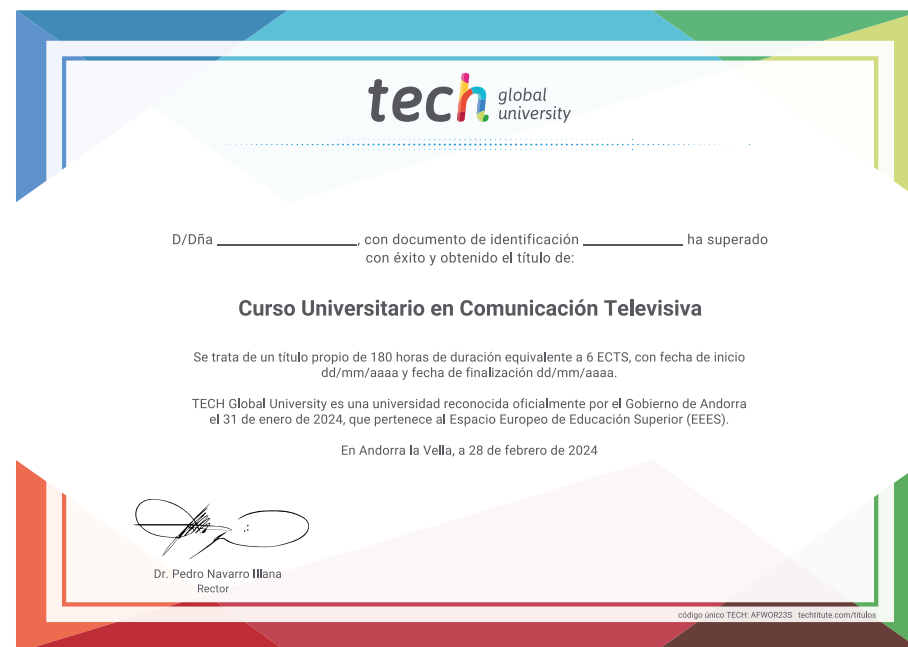 tech global university
D/Dña ________________, con documento de identificación ____________ ha superado
con éxito y obtenido el título de:
Curso Universitario en Comunicación Televisiva
Se trata de un título propio de 180 horas de duración equivalente a 6 ECTS, con fecha de inicio
dd/mm/aaaa y fecha de finalización dd/mm/aaaa.
TECH Global University es una universidad reconocida oficialmente por el Gobierno de Andorra
el 31 de enero de 2024, que pertenece al Espacio Europeo de Educación Superior (EEES).
En Andorra la Vella, a 28 de febrero de 2024
Dr. Pedro Navarro Illana
Rector
código único TECH: AFWOR23S techtitute.com/titulos